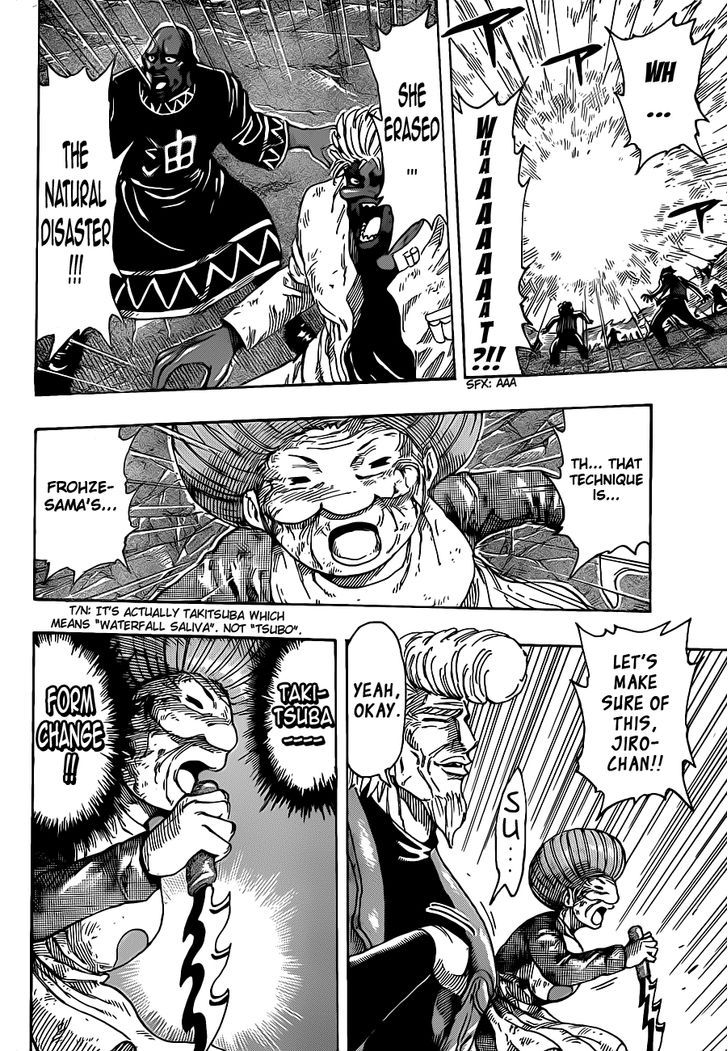 WH
...
WHAAAAAAAT
?!!
SFX: AAA
SHE
ERASED
...
油
THE
NATURAL
DISASTER
!!!
TH... THAT
TECHNIQUE
IS...
FROHZE-
SAMA'S...
T/N: IT'S ACTUALLY TAKITSUBA WHICH
MEANS "WATERFALL SALIVA". NOT "TSUBO".
LET'S
MAKE
SURE OF
THIS,
JIRO-
CHAN!!
YEAH,
OKAY.
SU...
TAKI-
TSUBA
~~~~
FORM
CHANGE
!!